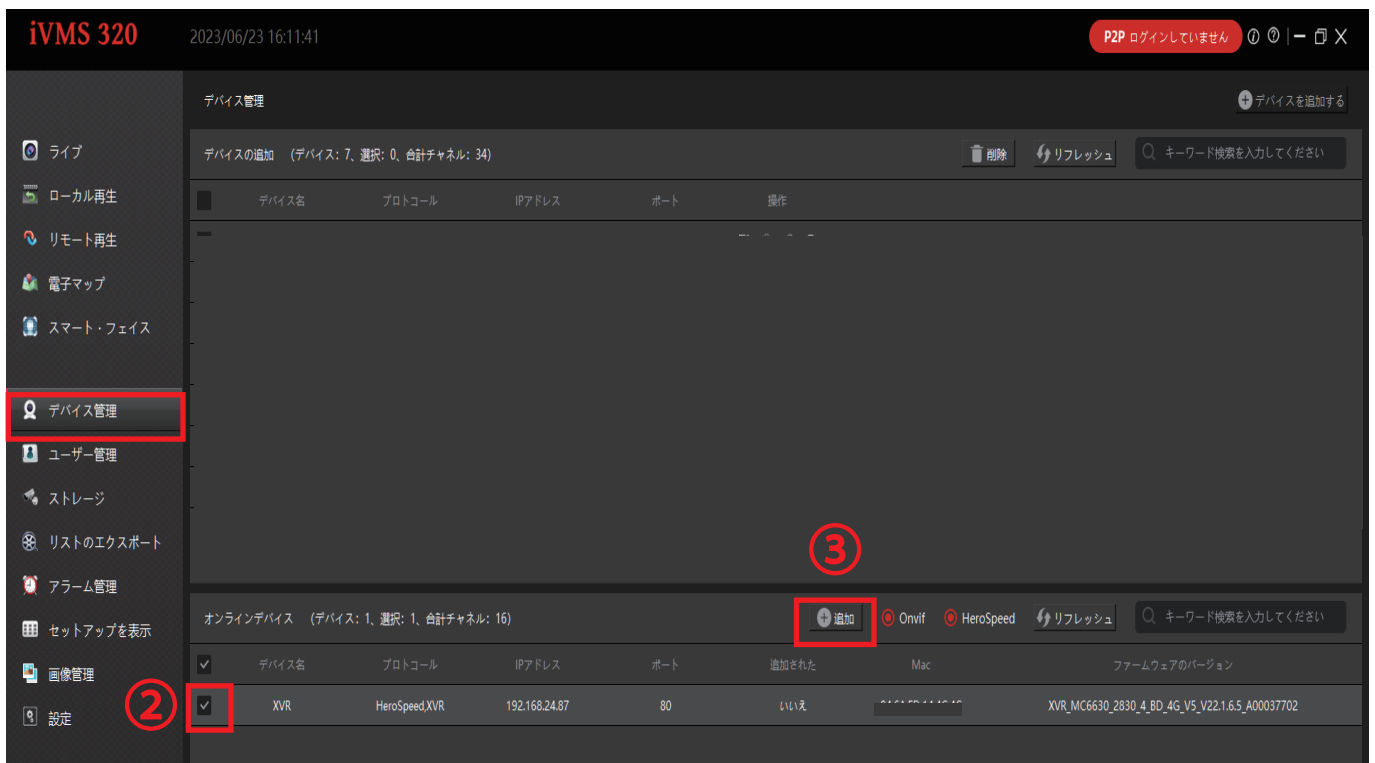 iVMS 320 2023/06/23 16:11:41 P2P ログインしていません
デバイス管理 デバイスを追加する
ライブ
ローカル再生
リモート再生
電子マップ
スマート・フェイス
デバイス管理
ユーザー管理
ストレージ
リストのエクスポート
アラーム管理
セットアップを表示
画像管理
設定
デバイスの追加 (デバイス: 7、選択: 0、合計チャネル: 34) 削除 リフレッシュ キーワード検索を入力してください
デバイス名 プロトコール IPアドレス ポート 操作
③
オンラインデバイス (デバイス: 1、選択: 1、合計チャネル: 16) 追加 Onvif HeroSpeed リフレッシュ キーワード検索を入力してください
デバイス名 プロトコール IPアドレス ポート 追加された Mac ファームウェアのバージョン
② XVR HeroSpeed,XVR 192.168.24.87 80 いいえ XVR_MC6630_2830_4_BD_4G_V5_V22.1.6.5_A00037702